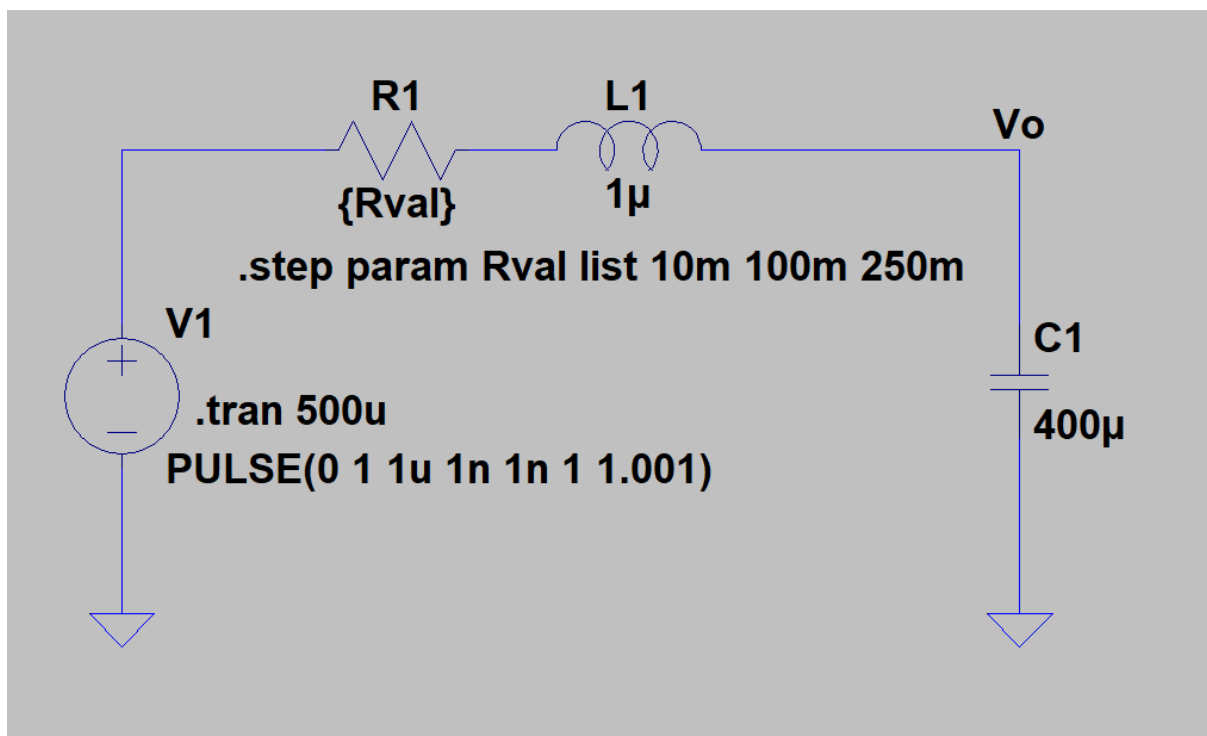 R1
L1
Vo
{Rval}
1µ
.step param Rval list 10m 100m 250m
V1
C1
.tran 500u
400µ
PULSE(0 1 1u 1n 1n 1 1.001)